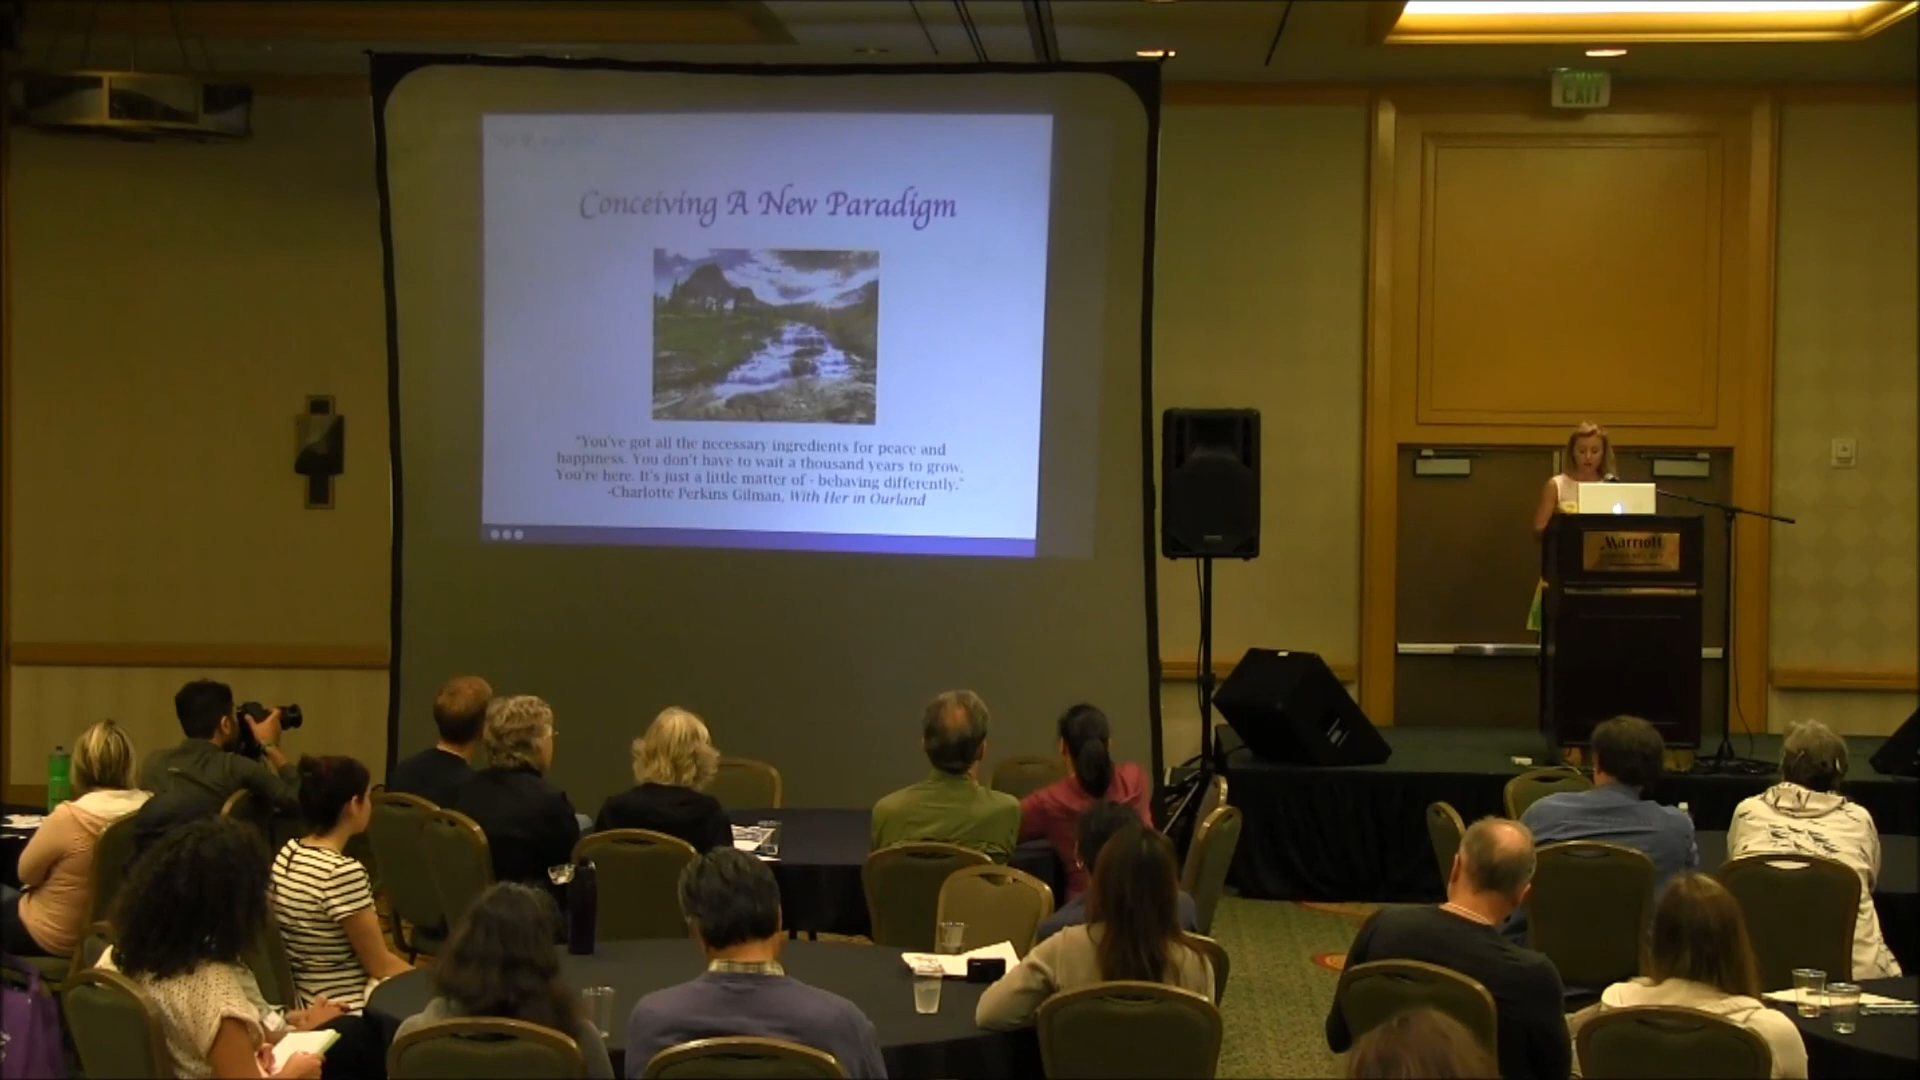 EXIT
Conceiving A New Paradigm
"You've got all the necessary ingredients for peace and
happiness. You don't have to wait a thousand years to grow.
You're here. It's just a little matter of - behaving differently."
-Charlotte Perkins Gilman, With Her in Ourland
Marriott